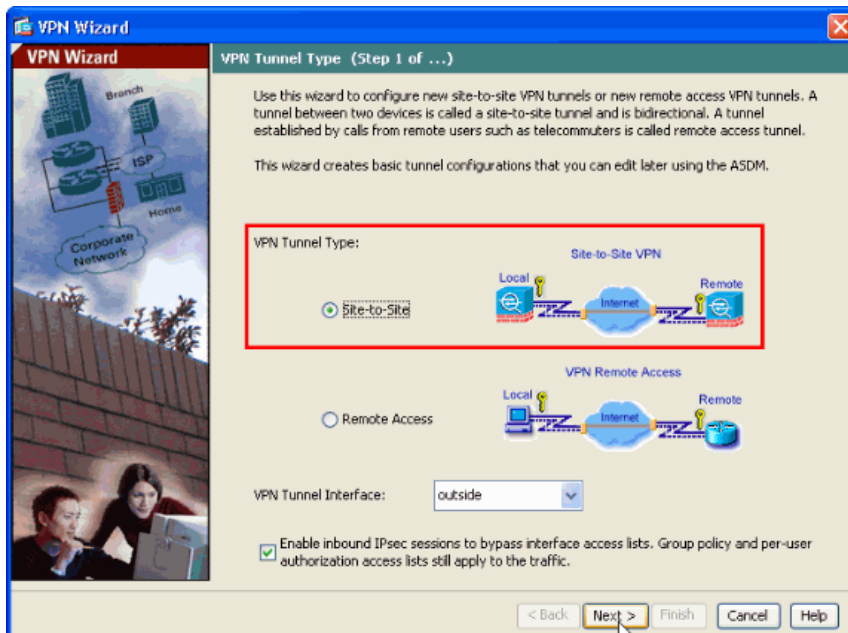 VPN Wizard
VPN Wizard
Branch
ISP
Home
Corporate
Network
VPN Tunnel Type (Step 1 of ...)
Use this wizard to configure new site-to-site VPN tunnels or new remote access VPN tunnels. A
tunnel between two devices is called a site-to-site tunnel and is bidirectional. A tunnel
established by calls from remote users such as telecommuters is called remote access tunnel.
This wizard creates basic tunnel configurations that you can edit later using the ASDM.
VPN Tunnel Type:
Site-to-Site VPN
Local
Remote
Internet
Site-to-Site
VPN Remote Access
Local
Remote
Internet
Remote Access
VPN Tunnel Interface:
outside
Enable inbound IPsec sessions to bypass interface access lists. Group policy and per-user
authorization access lists still apply to the traffic.
< Back
Next >
Finish
Cancel
Help